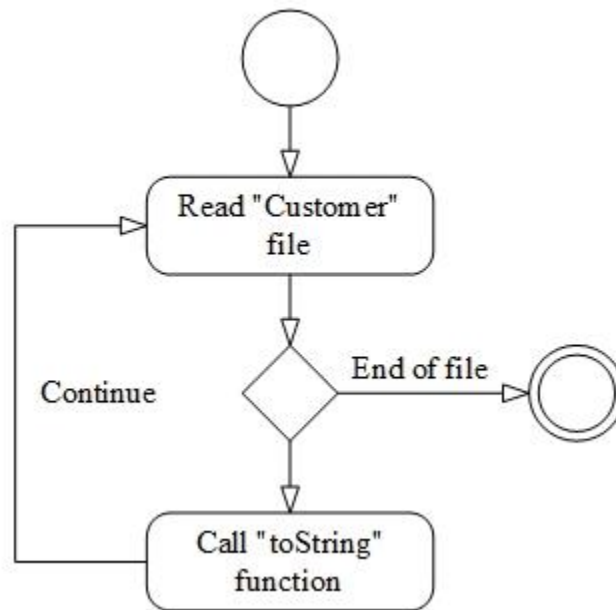 Read "Customer"
file
End of file
Continue
Call "toString"
function